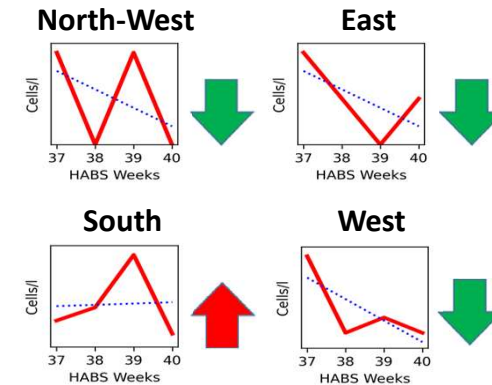 North-West
Cells/l
37 38 39 40
HABS Weeks
East
Cells/l
37 38 39 40
HABS Weeks
South
Cells/l
37 38 39 40
HABS Weeks
West
Cells/l
37 38 39 40
HABS Weeks